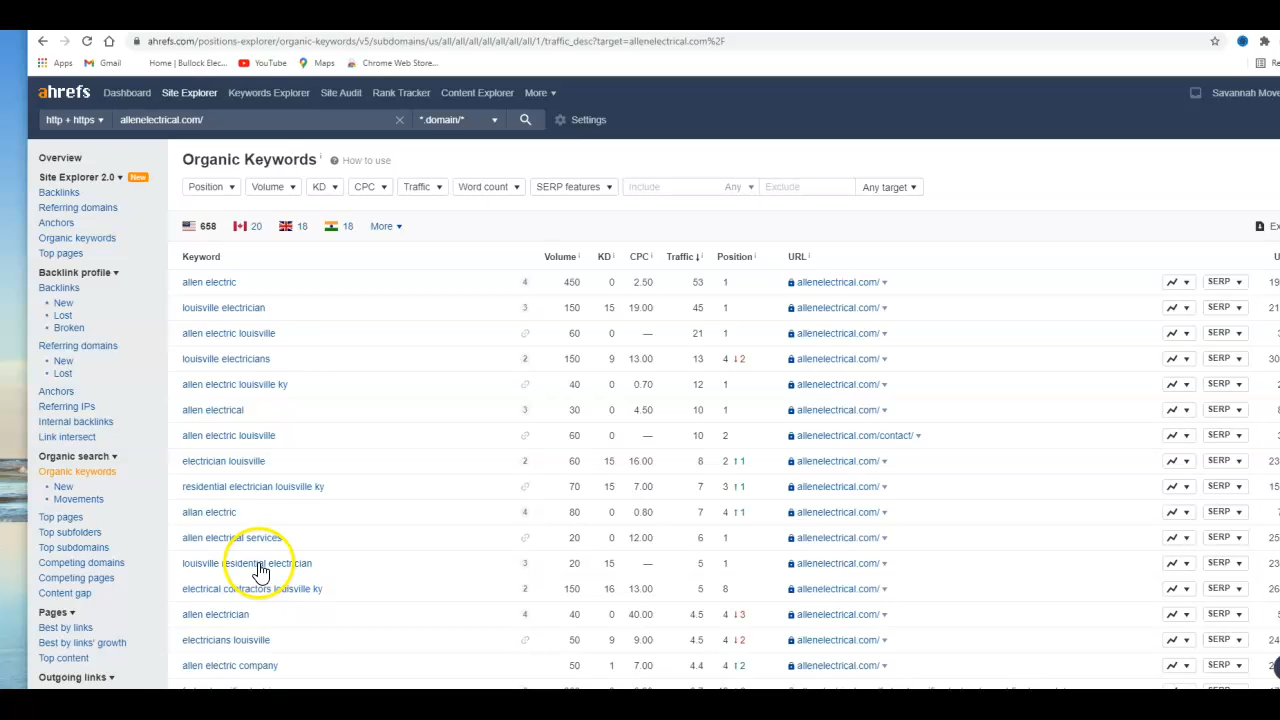 ahrefs.com/positions-explorer/organic-keywords/v5/subdomains/us/all/all/all/all/all/all/1/traffic_desc?target=allenelectrical.com%2F
Apps Gmail Home | Bullock Elec... YouTube Maps Chrome Web Store... Re
ahrefs Dashboard Site Explorer Keywords Explorer Site Audit Rank Tracker Content Explorer More Savannah Move
http + https allenelectrical.com/ *.domain/* Settings
Overview
Site Explorer 2.0 New
Backlinks
Referring domains
Anchors
Organic keywords
Top pages
Backlink profile
Backlinks
• New
• Lost
• Broken
Referring domains
• New
• Lost
Anchors
Referring IPs
Internal backlinks
Link intersect
Organic search
Organic keywords
• New
• Movements
Top pages
Top subfolders
Top subdomains
Competing domains
Competing pages
Content gap
Pages
Best by links
Best by links' growth
Top content
Outgoing links
Organic Keywords i ? How to use
Position Volume KD CPC Traffic Word count SERP features Include Any Exclude Any target
658 20 18 18 More Ex
Keyword Volume i KD i CPC i Traffic ↓ i Position i URL i U
allen electric 4 450 0 2.50 53 1 allenelectrical.com/ SERP 19
louisville electrician 3 150 15 19.00 45 1 allenelectrical.com/ SERP 21
allen electric louisville 60 0 — 21 1 allenelectrical.com/ SERP 3
louisville electricians 2 150 9 13.00 13 4 ↓2 allenelectrical.com/ SERP 30
allen electric louisville ky 40 0 0.70 12 1 allenelectrical.com/ SERP 2
allen electrical 3 30 0 4.50 10 1 allenelectrical.com/ SERP 8
allen electric louisville 60 0 — 10 2 allenelectrical.com/contact/ SERP 3
electrician louisville 2 60 15 16.00 8 2 ↑1 allenelectrical.com/ SERP 23
residential electrician louisville ky 70 15 7.00 7 3 ↑1 allenelectrical.com/ SERP 15
allan electric 4 80 0 0.80 7 4 ↑1 allenelectrical.com/ SERP
allen electrical services 20 0 12.00 6 1 allenelectrical.com/ SERP
louisville residential electrician 3 20 15 — 5 1 allenelectrical.com/ SERP
electrical contractors louisville ky 2 150 16 13.00 5 8 allenelectrical.com/ SERP 26
allen electrician 4 40 0 40.00 4.5 4 ↓3 allenelectrical.com/ SERP
electricians louisville 50 9 9.00 4.5 4 ↓2 allenelectrical.com/ SERP 24
allen electric company 50 1 7.00 4.4 4 ↑2 allenelectrical.com/ SERP